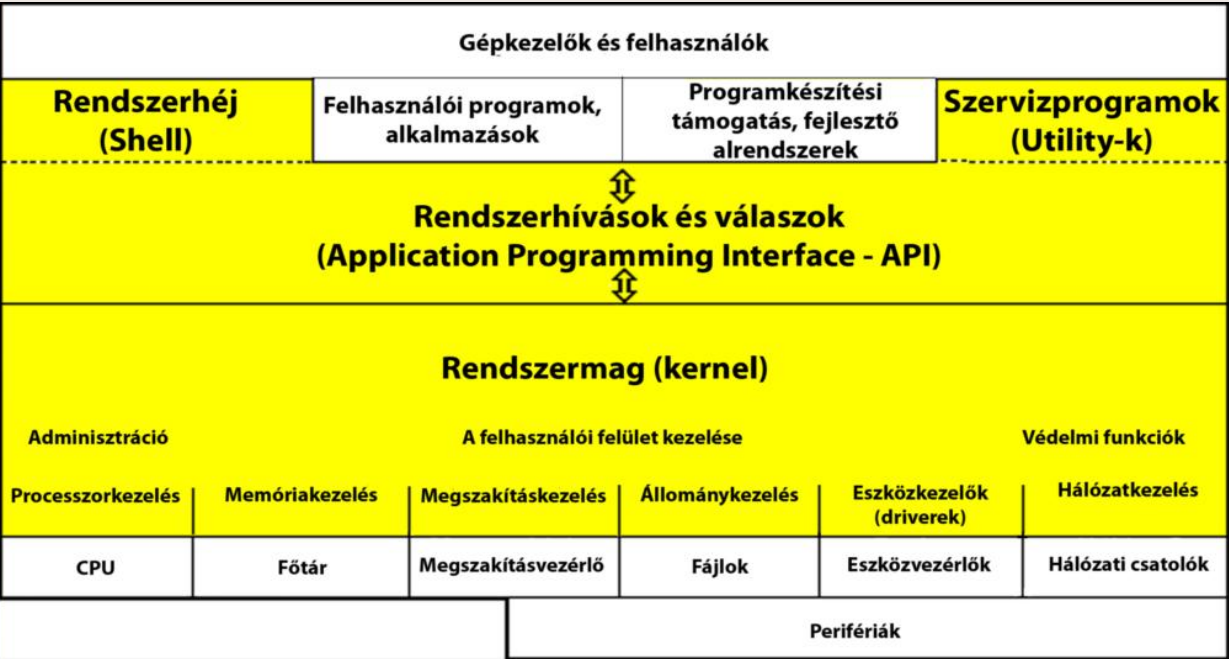 Gépkezelők és felhasználók
Rendszerhéj
(Shell)
Felhasználói programok,
alkalmazások
Programkészítési
támogatás, fejlesztő
alrendszerek
Szervizprogramok
(Utility-k)
Rendszerhívások és válaszok
(Application Programming Interface - API)
Rendszermag (kernel)
Adminisztráció
A felhasználói felület kezelése
Védelmi funkciók
Processzorkezelés
Memóriakezelés
Megszakításkezelés
Állománykezelés
Eszközkezelők
(driverek)
Hálózatkezelés
CPU
Főtár
Megszakításvezérlő
Fájlok
Eszközvezérlők
Hálózati csatolók
Perifériák